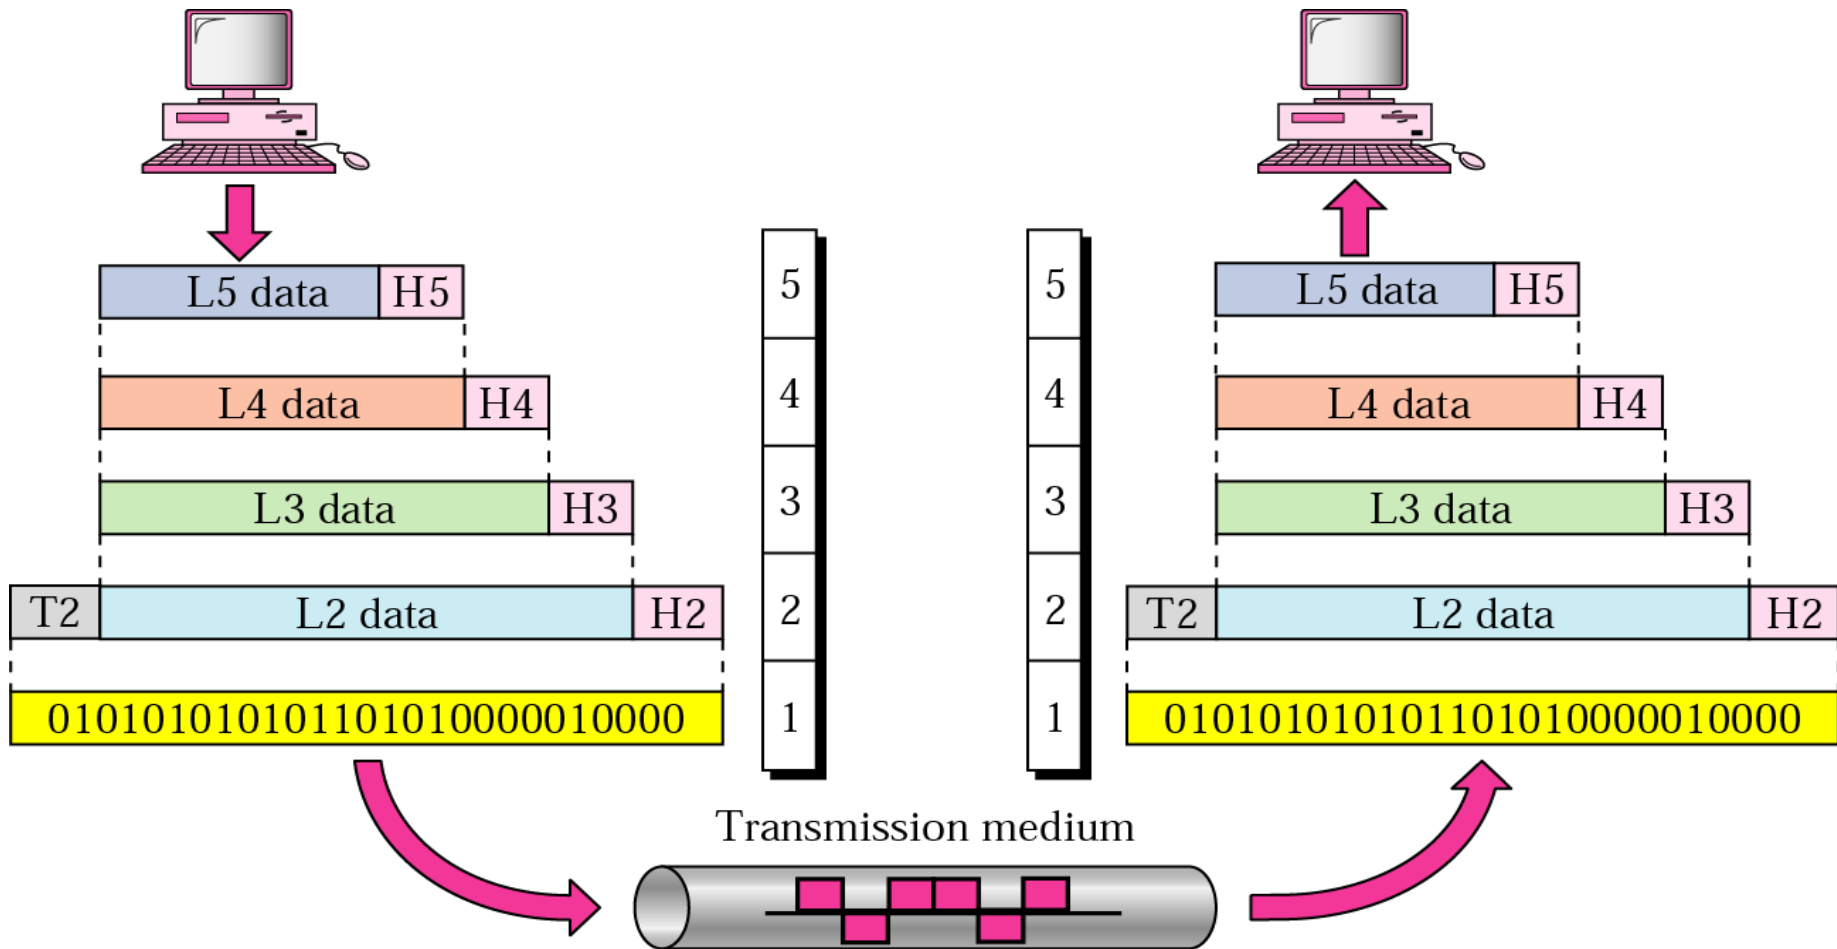 L5 data H5 5 5 L5 data H5
L4 data H4 4 4 L4 data H4
L3 data H3 3 3 L3 data H3
T2 L2 data H2 2 2 T2 L2 data H2
010101010101101010000010000 1 1 010101010101101010000010000
Transmission medium